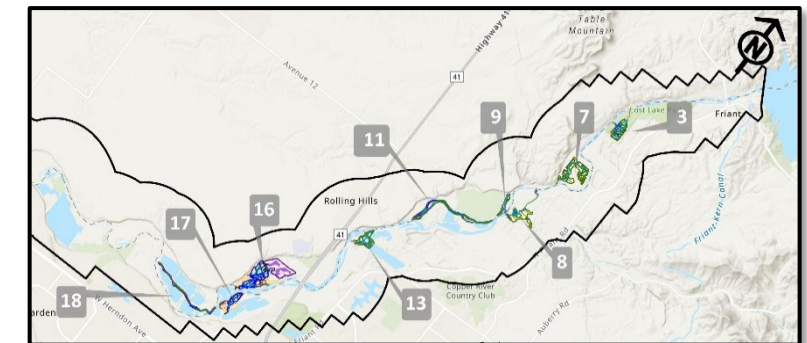 Table
Mountain
N
Highway 41
Avenue 12
41
Lost Lake
Friant
3
7
9
11
Rolling Hills
16
17
41
8
Friant-Kern Canal
13
Copper River
Country Club
Auberry Rd
18
W Herndon Ave
arden